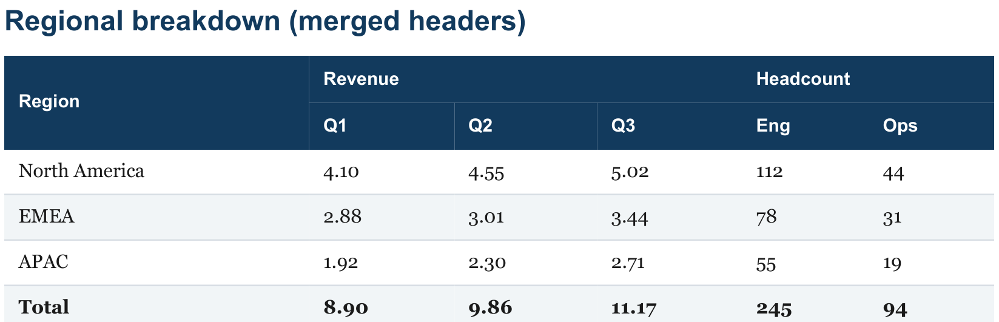 Regional breakdown (merged headers)
Region Revenue Headcount
Q1 Q2 Q3 Eng Ops
North America 4.10 4.55 5.02 112 44
EMEA 2.88 3.01 3.44 78 31
APAC 1.92 2.30 2.71 55 19
Total 8.90 9.86 11.17 245 94